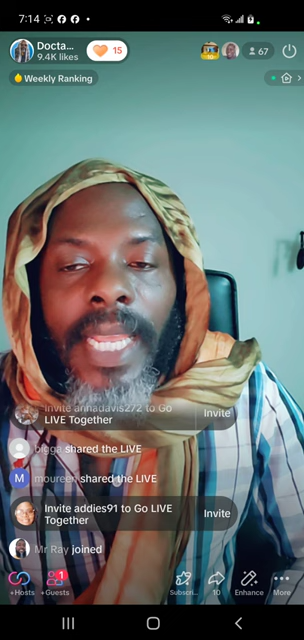 7:14
Docta...
9.4K likes
15
10
67
Weekly Ranking
Invite annadavis272 to Go
LIVE Together
Invite
bigga shared the LIVE
M
moureen shared the LIVE
Invite addies91 to Go LIVE
Together
Invite
Mr Ray joined
1
+Hosts
+Guests
Subscri...
10
Enhance
More